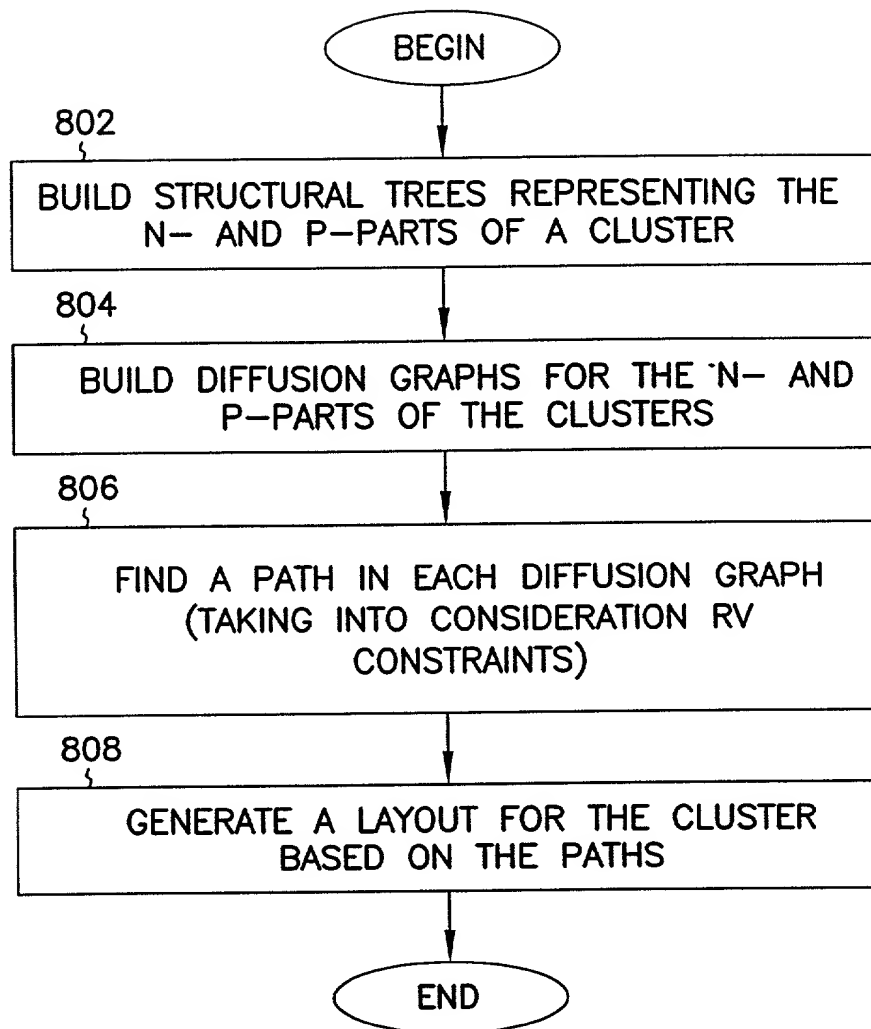 BEGIN
802
BUILD STRUCTURAL TREES REPRESENTING THE
N- AND P-PARTS OF A CLUSTER
804
BUILD DIFFUSION GRAPHS FOR THE N- AND
P-PARTS OF THE CLUSTERS
806
FIND A PATH IN EACH DIFFUSION GRAPH
(TAKING INTO CONSIDERATION RV
CONSTRAINTS)
808
GENERATE A LAYOUT FOR THE CLUSTER
BASED ON THE PATHS
END